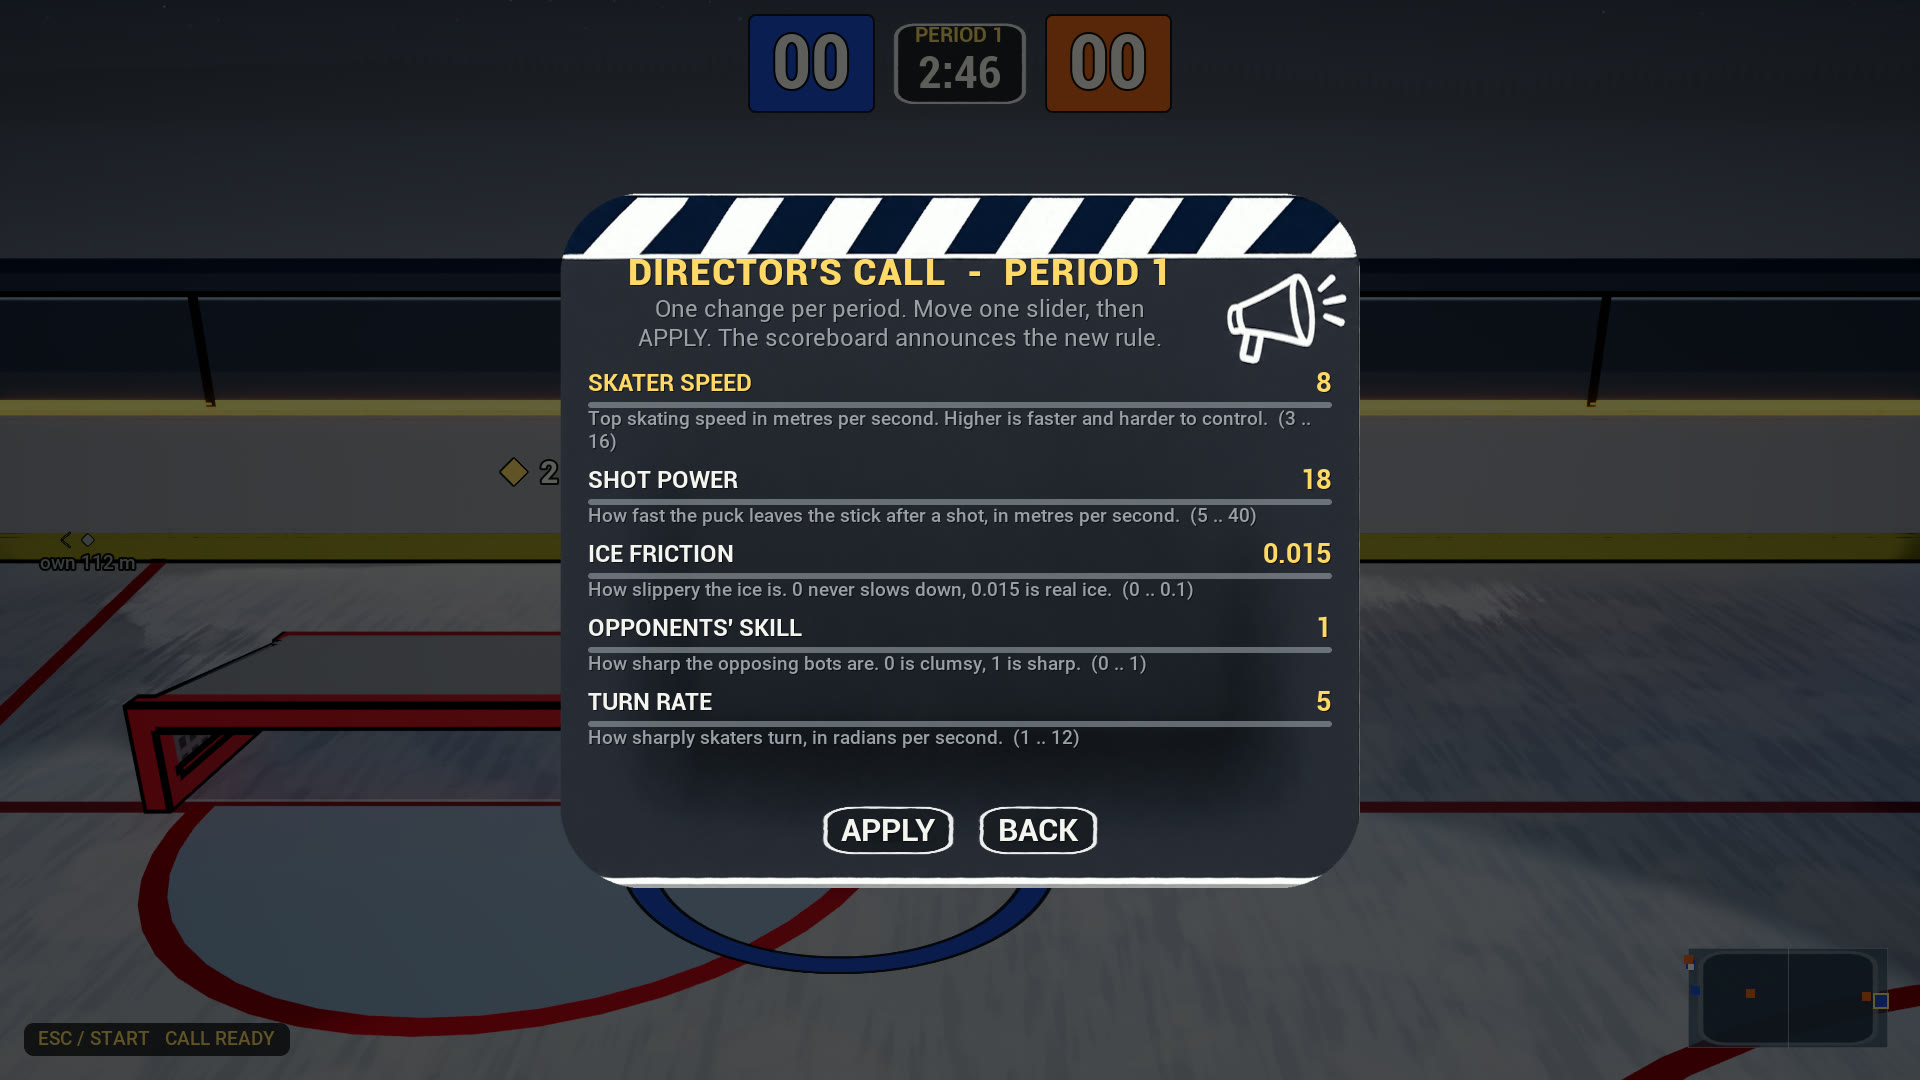 00
PERIOD 1
2:46
00
DIRECTOR'S CALL - PERIOD 1
One change per period. Move one slider, then
APPLY. The scoreboard announces the new rule.
SKATER SPEED 8
Top skating speed in metres per second. Higher is faster and harder to control. (3 ..
16)
2
SHOT POWER 18
How fast the puck leaves the stick after a shot, in metres per second. (5 .. 40)
< own 112 m
ICE FRICTION 0.015
How slippery the ice is. 0 never slows down, 0.015 is real ice. (0 .. 0.1)
OPPONENTS' SKILL 1
How sharp the opposing bots are. 0 is clumsy, 1 is sharp. (0 .. 1)
TURN RATE 5
How sharply skaters turn, in radians per second. (1 .. 12)
APPLY BACK
ESC / START CALL READY